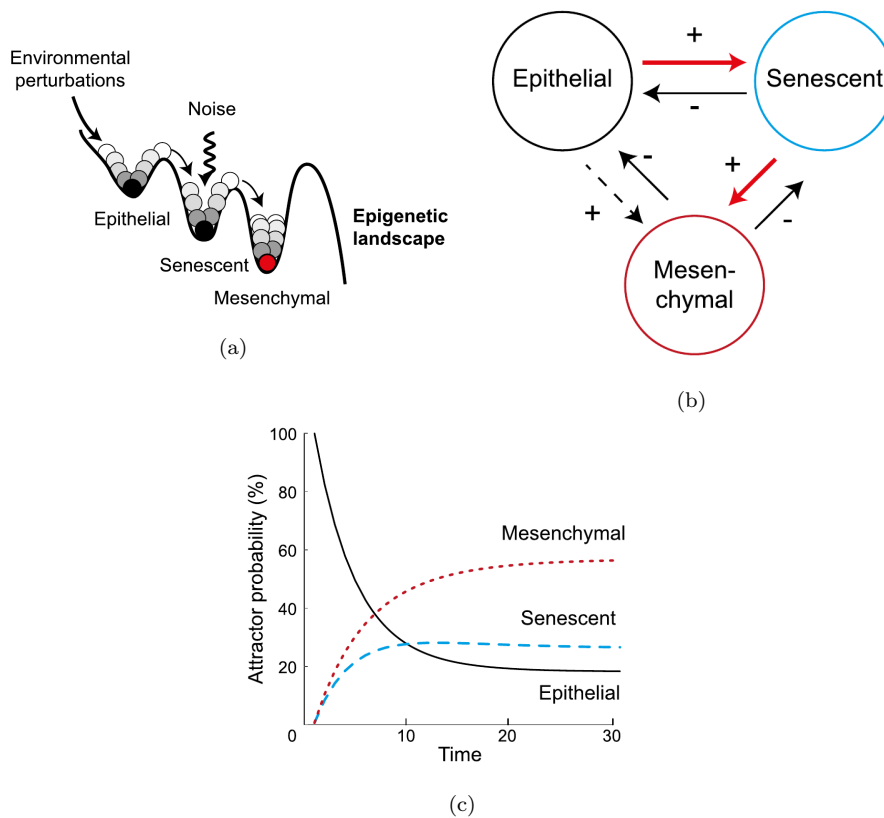 Environmental
perturbations
Noise
Epithelial
Senescent
Mesenchymal
Epigenetic
landscape
(a)
Epithelial
Senescent
Mesen-
chymal
+
-
+
-
-
+
(b)
Attractor probability (%)
100
80
60
40
20
0
10
20
30
Time
Mesenchymal
Senescent
Epithelial
(c)